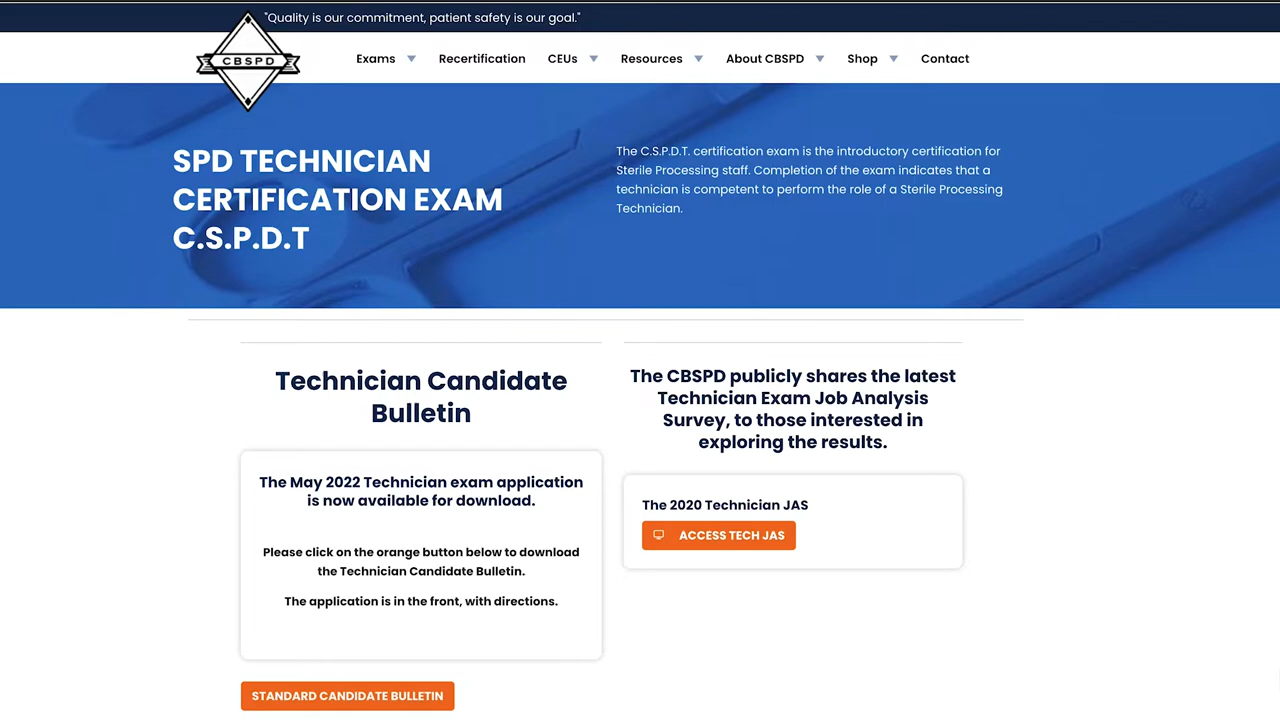 "Quality is our commitment, patient safety is our goal."
CBSPD
Exams
Recertification
CEUs
Resources
About CBSPD
Shop
Contact
SPD TECHNICIAN
CERTIFICATION EXAM
C.S.P.D.T
The C.S.P.D.T. certification exam is the introductory certification for
Sterile Processing staff. Completion of the exam indicates that a
technician is competent to perform the role of a Sterile Processing
Technician.
Technician Candidate
Bulletin
The May 2022 Technician exam application
is now available for download.
Please click on the orange button below to download
the Technician Candidate Bulletin.
The application is in the front, with directions.
STANDARD CANDIDATE BULLETIN
The CBSPD publicly shares the latest
Technician Exam Job Analysis
Survey, to those interested in
exploring the results.
The 2020 Technician JAS
ACCESS TECH JAS